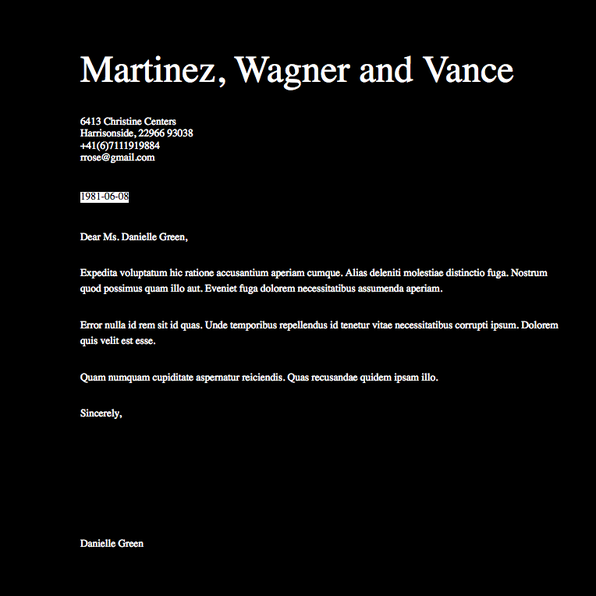 Martinez, Wagner and Vance
6413 Christine Centers
Harrisonside, 22966 93038
+41(6)7111919884
rrose@gmail.com
1981-06-08
Dear Ms. Danielle Green,
Expedita voluptatum hic ratione accusantium aperiam cumque. Alias deleniti molestiae distinctio fuga. Nostrum
quod possimus quam illo aut. Eveniet fuga dolorem necessitatibus assumenda aperiam.
Error nulla id rem sit id quas. Unde temporibus repellendus id tenetur vitae necessitatibus corrupti ipsum. Dolorem
quis velit est esse.
Quam numquam cupiditate aspernatur reiciendis. Quas recusandae quidem ipsam illo.
Sincerely,
Danielle Green